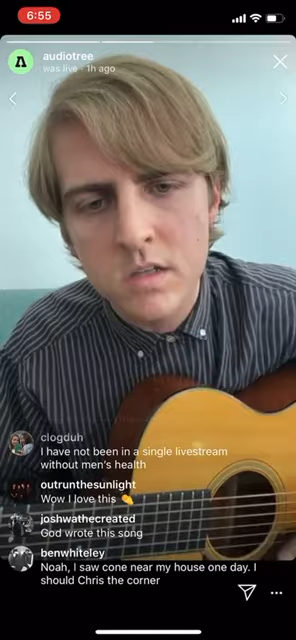 6:55
audiotree
was live · 1h ago
clogduh
I have not been in a single livestream
without men's health
outrunthesunlight
Wow I love this 👏
joshwathecreated
God wrote this song
benwhiteley
Noah, I saw cone near my house one day. I
should Chris the corner